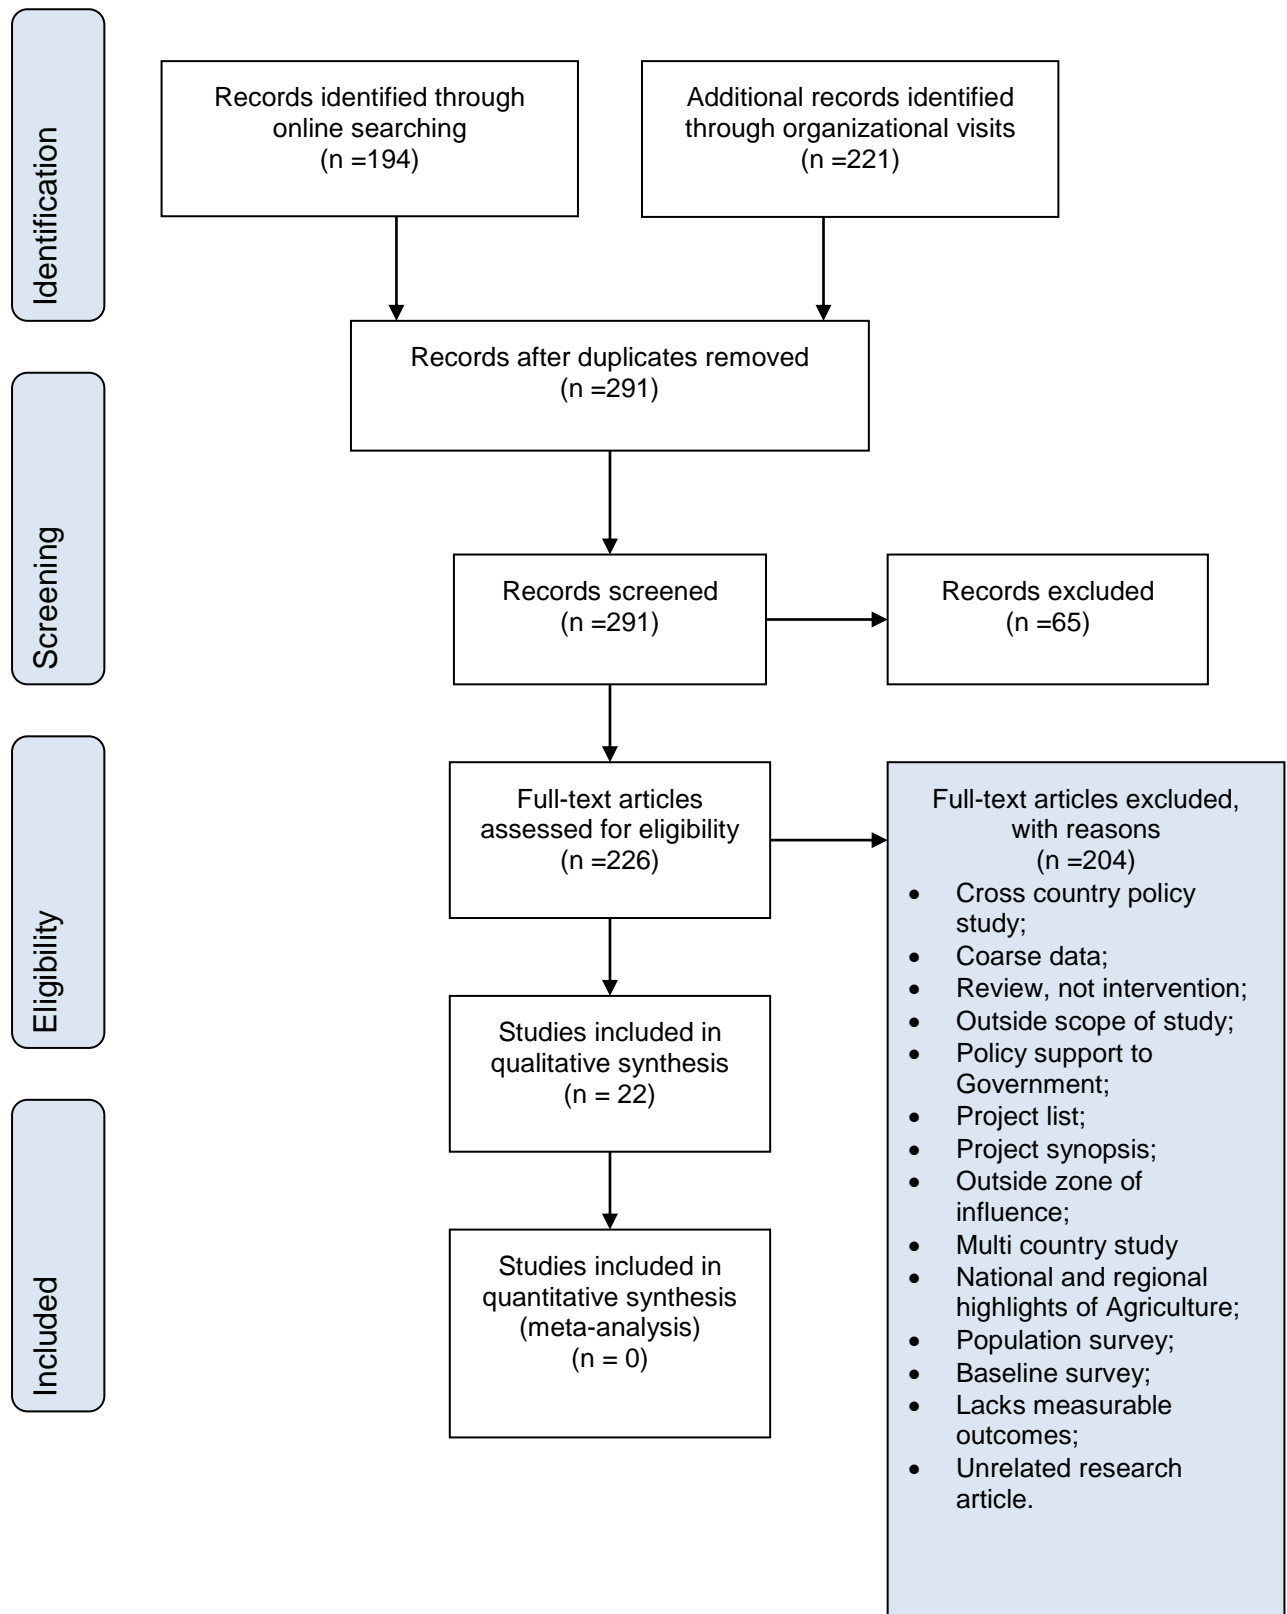 Identification
Records identified through
online searching
(n =194)
Additional records identified
through organizational visits
(n =221)
Records after duplicates removed
(n =291)
Screening
Records screened
(n =291)
Records excluded
(n =65)
Eligibility
Full-text articles
assessed for eligibility
(n =226)
Full-text articles excluded,
with reasons
(n =204)
• Cross country policy
study;
• Coarse data;
• Review, not intervention;
• Outside scope of study;
• Policy support to
Government;
• Project list;
• Project synopsis;
• Outside zone of
influence;
• Multi country study
• National and regional
highlights of Agriculture;
• Population survey;
• Baseline survey;
• Lacks measurable
outcomes;
• Unrelated research
article.
Studies included in
qualitative synthesis
(n = 22)
Included
Studies included in
quantitative synthesis
(meta-analysis)
(n = 0)